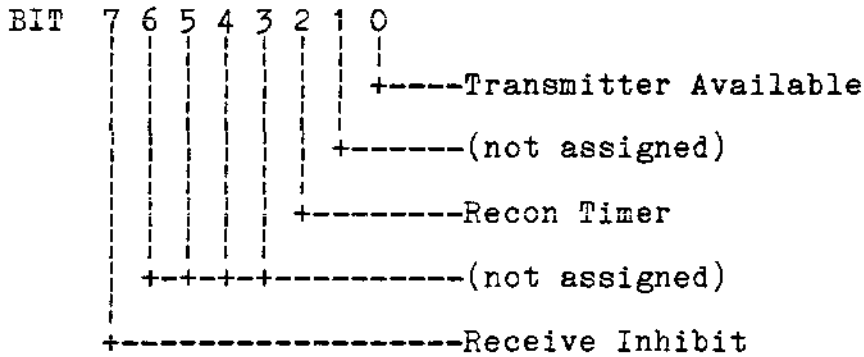 BIT 7 6 5 4 3 2 1 0
Transmitter Available
(not assigned)
Recon Timer
(not assigned)
Receive Inhibit